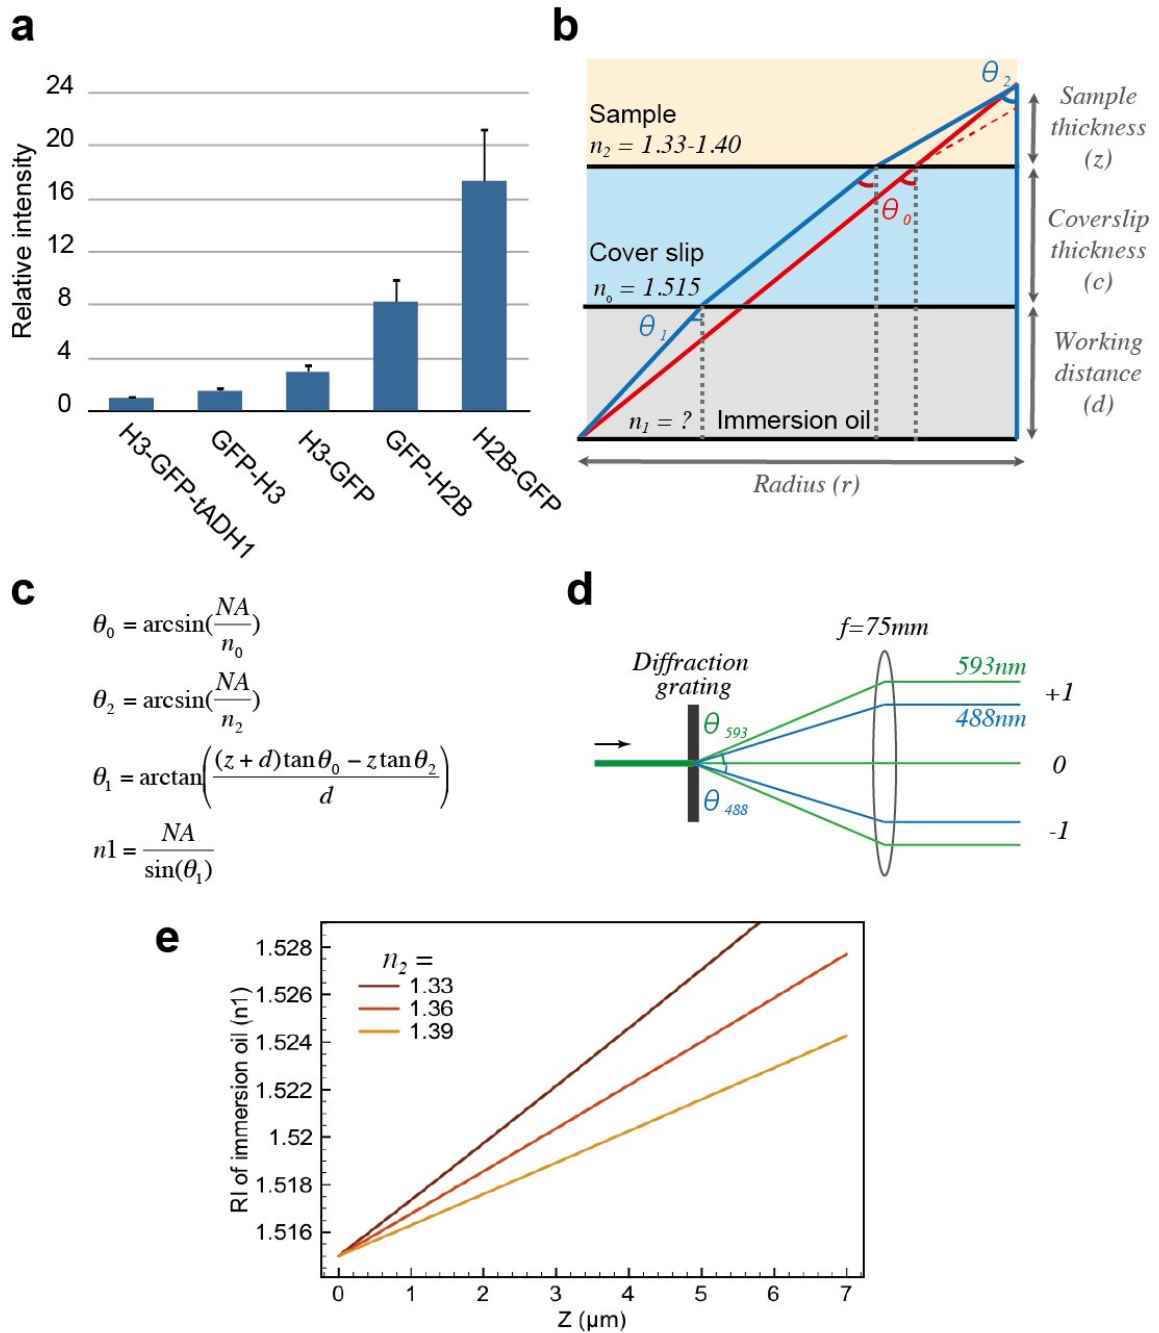 a
Relative intensity
24
20
16
12
8
4
0
H3-GFP-tADH1
GFP-H3
H3-GFP
GFP-H2B
H2B-GFP
b
θ2
Sample
n2 = 1.33-1.40
Sample
thickness
(z)
θ0
Cover slip
n0 = 1.515
Coverslip
thickness
(c)
θ1
n1 = ?
Immersion oil
Working
distance
(d)
Radius (r)
c
θ0 = arcsin(NA/n0)
θ2 = arcsin(NA/n2)
θ1 = arctan(((z + d)tanθ0 − z tanθ2)/d)
n1 = NA/sin(θ1)
d
f=75mm
Diffraction
grating
θ593
θ488
593nm
+1
488nm
0
-1
e
RI of immersion oil (n1)
1.528
1.526
1.524
1.522
1.52
1.518
1.516
n2 =
1.33
1.36
1.39
0 1 2 3 4 5 6 7
Z (µm)